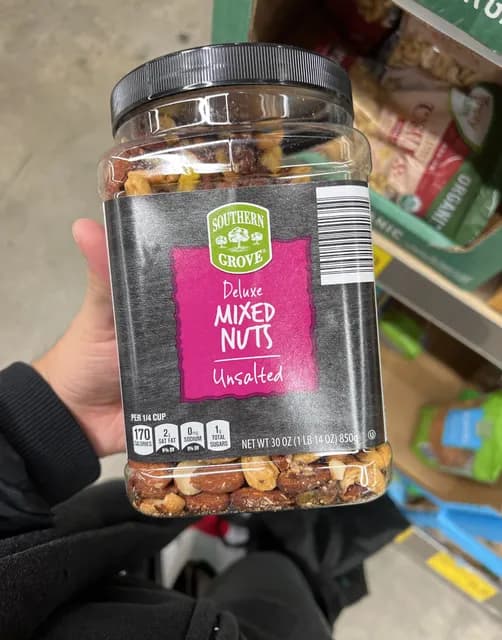 SOUTHERN
GROVE
Deluxe
MIXED
NUTS
Unsalted
PER 1/4 CUP
170
CALORIES
2g
SAT FAT
0mg
SODIUM
1g
TOTAL
SUGARS
NET WT 30 OZ (1 LB 14 OZ) 850g
ORGANIC